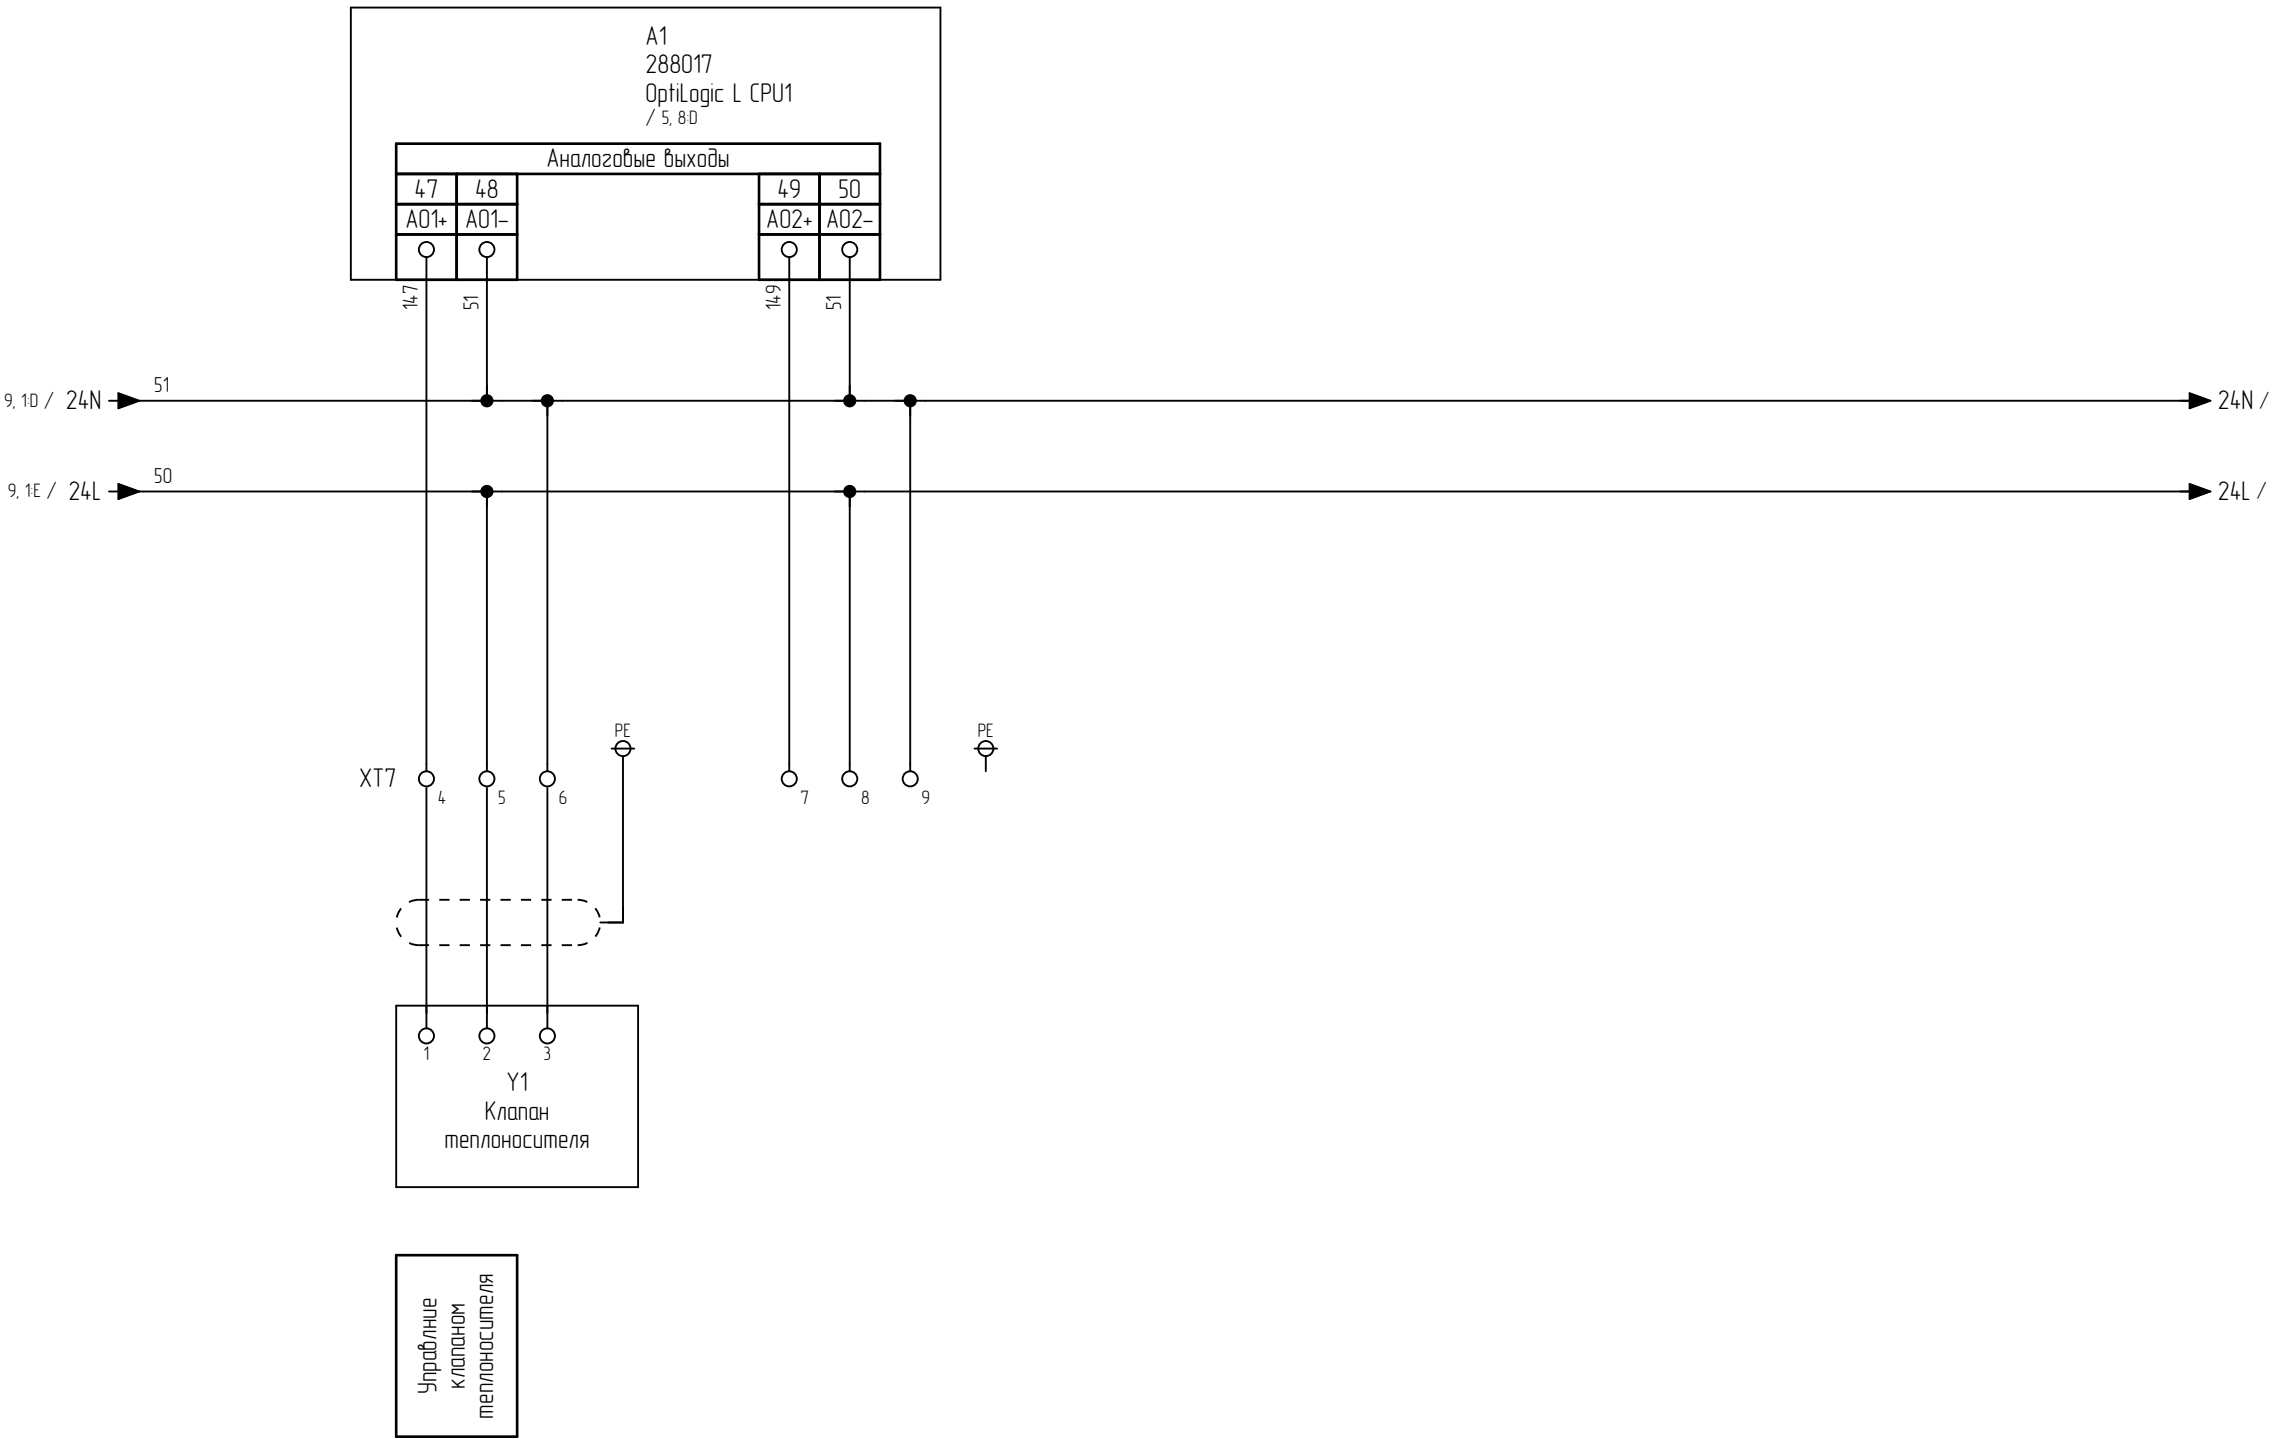 A1
288017
OptiLogic L CPU1
/ 5, 8:D
Аналоговые выходы
47 48 49 50
AO1+ AO1- AO2+ AO2-
147 51 149 51
51
9, 1:D / 24N 24N /
50
9, 1:E / 24L 24L /
PE PE
XT7
4 5 6 7 8 9
1 2 3
Y1
Клапан
теплоносителя
Управлние
клапаном
теплоносителя